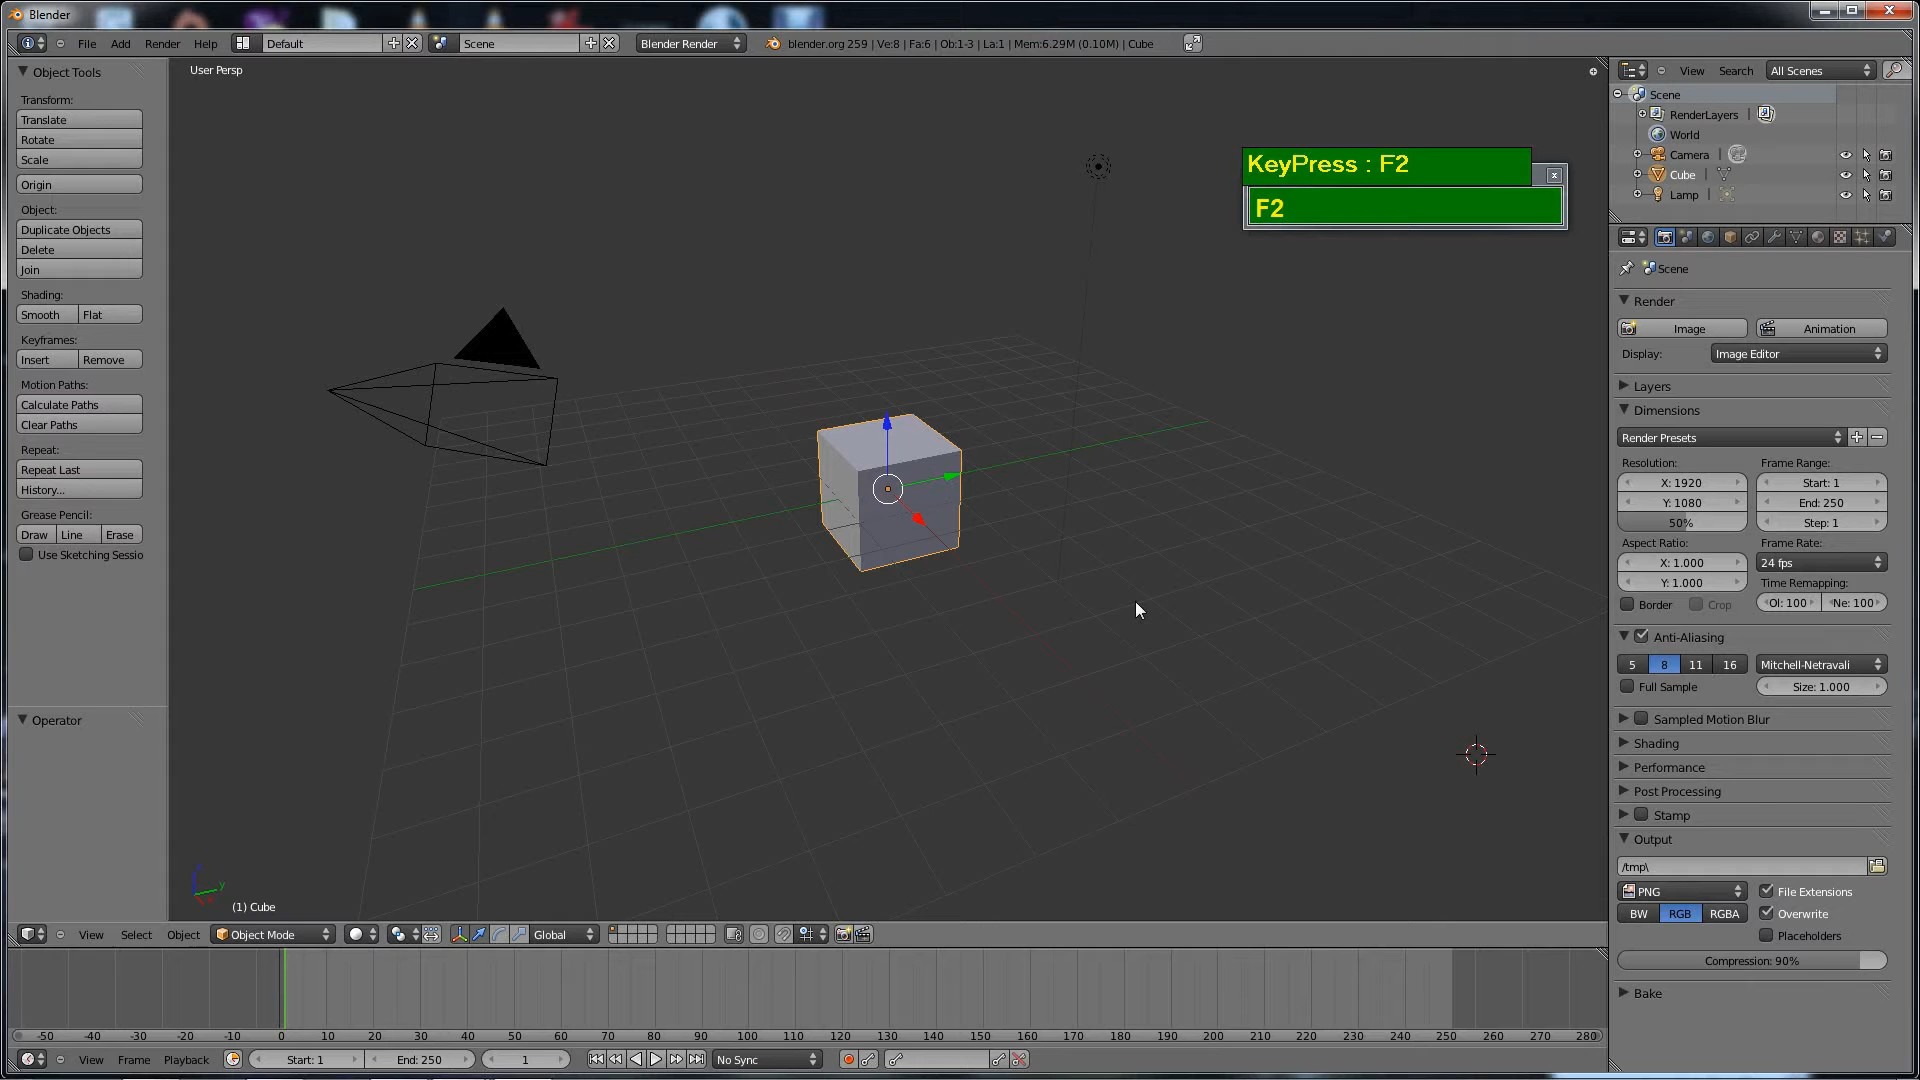 Blender
File Add Render Help Default Scene Blender Render blender.org 259 | Ve:8 | Fa:6 | Ob:1-3 | La:1 | Mem:6.29M (0.10M) | Cube
Object Tools
Transform:
Translate
Rotate
Scale
Origin
Object:
Duplicate Objects
Delete
Join
Shading:
Smooth Flat
Keyframes:
Insert Remove
Motion Paths:
Calculate Paths
Clear Paths
Repeat:
Repeat Last
History...
Grease Pencil:
Draw Line Erase
Use Sketching Sessio
Operator
User Persp
KeyPress : F2
F2
y
(1) Cube
View Select Object Object Mode Global
-50 -40 -30 -20 -10 0 10 20 30 40 50 60 70 80 90 100 110 120 130 140 150 160 170 180 190 200 210 220 230 240 250 260 270 280
View Frame Playback Start: 1 End: 250 1 No Sync
View Search All Scenes
Scene
RenderLayers |
World
Camera |
Cube |
Lamp |
Scene
Render
Image Animation
Display: Image Editor
Layers
Dimensions
Render Presets
Resolution: Frame Range:
X: 1920 Start: 1
Y: 1080 End: 250
50% Step: 1
Aspect Ratio: Frame Rate:
X: 1.000 24 fps
Y: 1.000 Time Remapping:
Border Crop Ol: 100 Ne: 100
Anti-Aliasing
5 8 11 16 Mitchell-Netravali
Full Sample Size: 1.000
Sampled Motion Blur
Shading
Performance
Post Processing
Stamp
Output
/tmp\
PNG File Extensions
BW RGB RGBA Overwrite
Placeholders
Compression: 90%
Bake